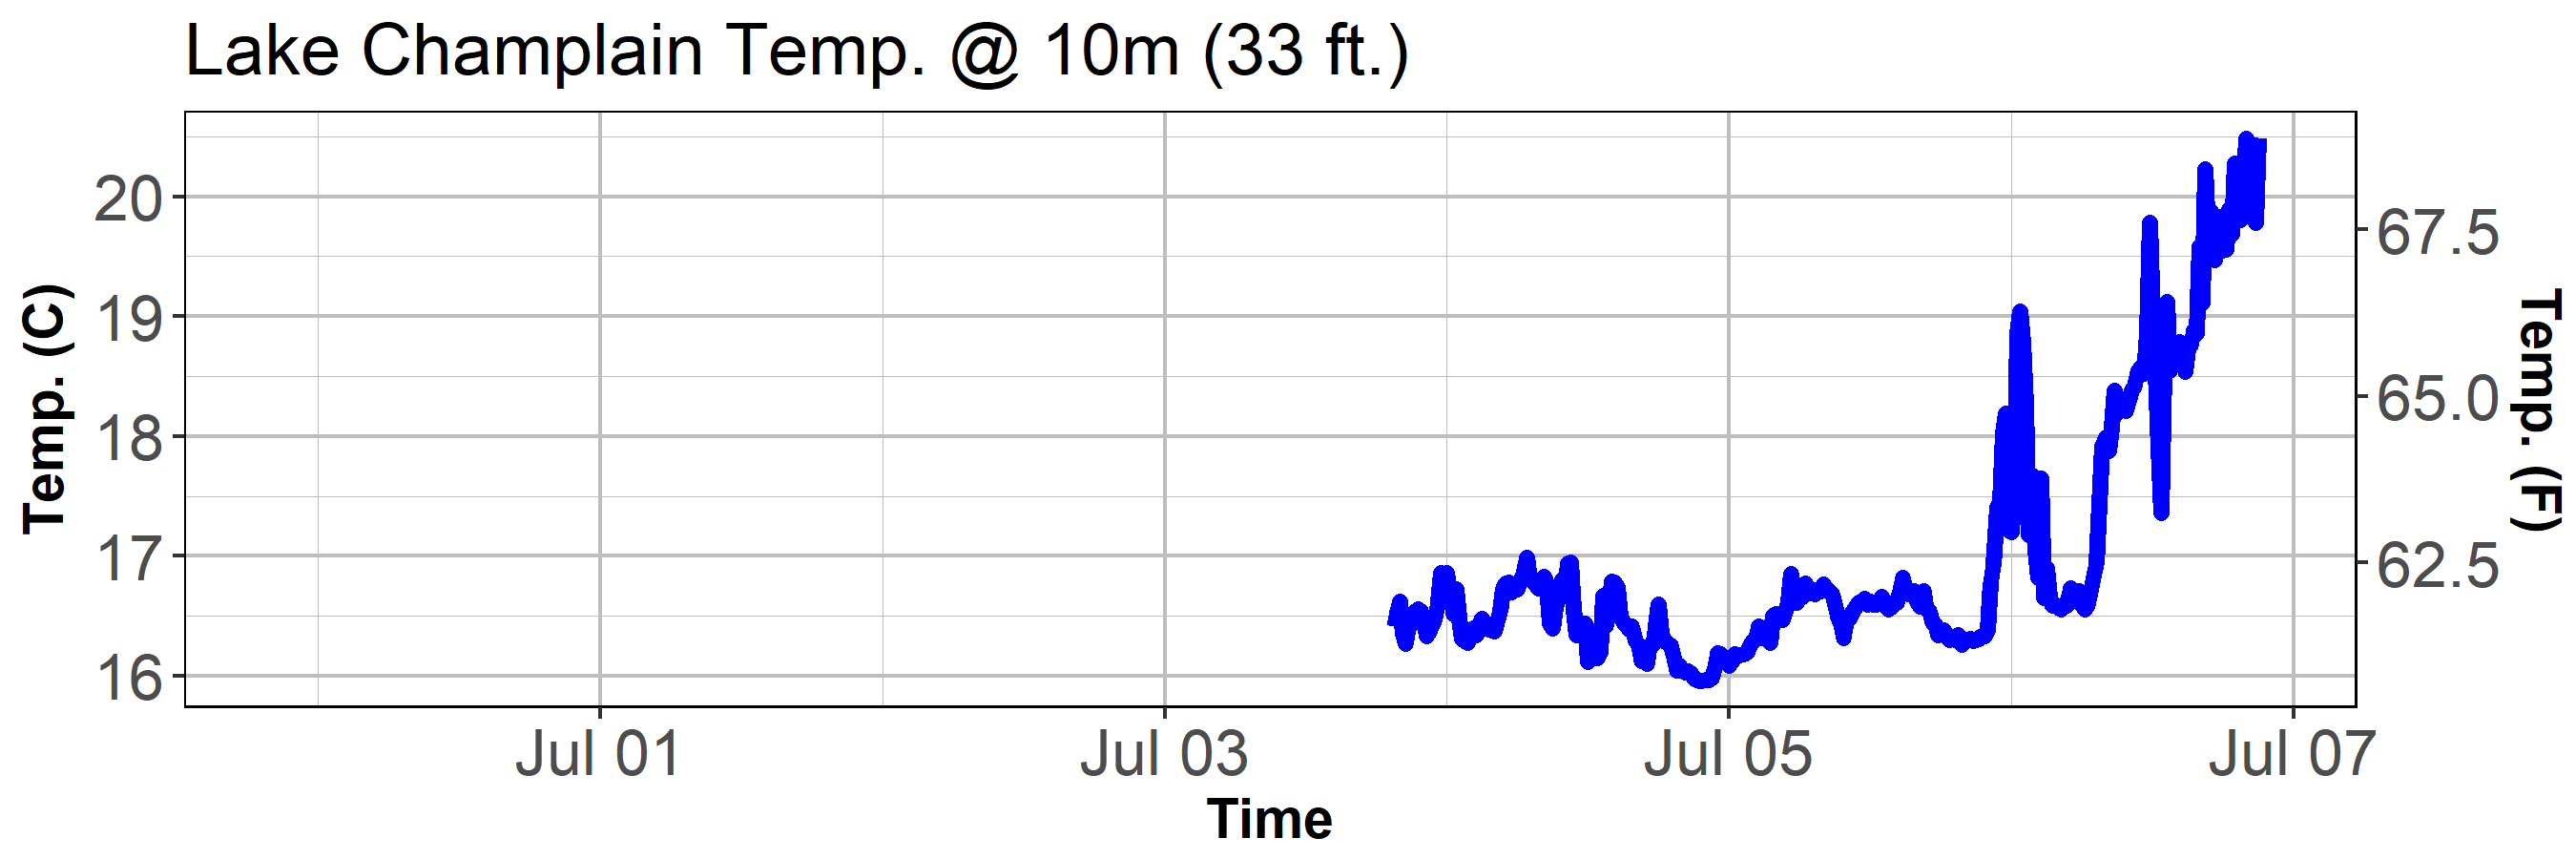 Lake Champlain Temp. @ 10m (33 ft.)
20
19
18
17
16
Temp. (C)
67.5
65.0
62.5
Temp. (F)
Jul 01 Jul 03 Jul 05 Jul 07
Time